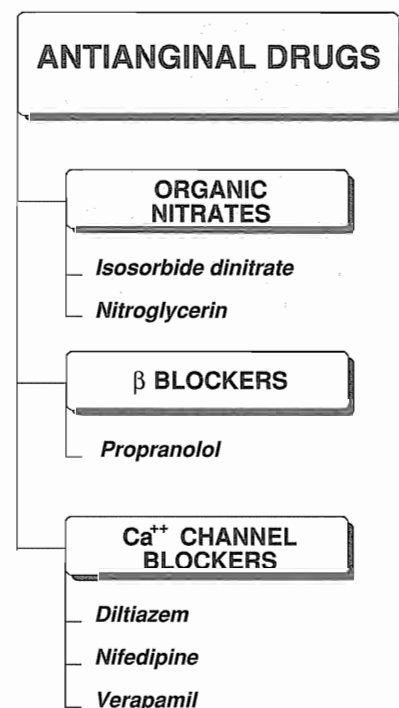 ANTIANGINAL DRUGS
ORGANIC
NITRATES
Isosorbide dinitrate
Nitroglycerin
β BLOCKERS
Propranolol
Ca++ CHANNEL
BLOCKERS
Diltiazem
Nifedipine
Verapamil